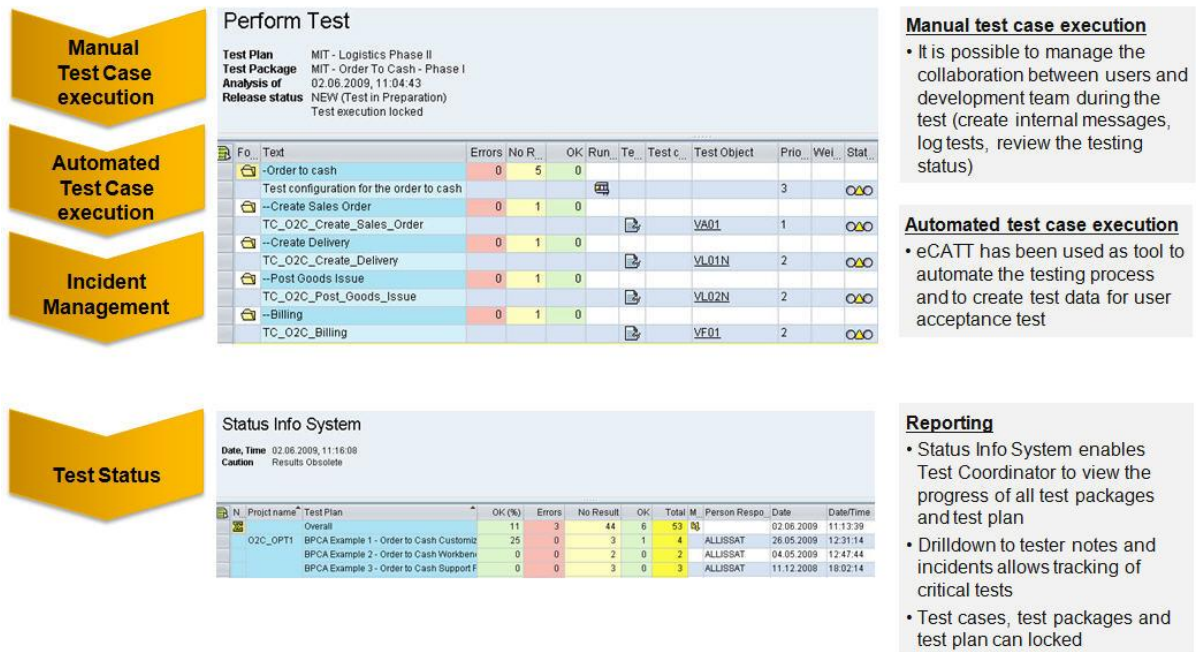 Manual
Test Case
execution
Automated
Test Case
execution
Incident
Management
Perform Test
Test Plan MIT - Logistics Phase II
Test Package MIT - Order To Cash - Phase I
Analysis of 02.06.2009, 11:04:43
Release status NEW (Test in Preparation)
Test execution locked
Fo... Text Errors No R... OK Run... Te... Test c... Test Object Prio... Wei... Stat...
-Order to cash 0 5 0
Test configuration for the order to cash 3
--Create Sales Order 0 1 0
TC_O2C_Create_Sales_Order VA01 1
--Create Delivery 0 1 0
TC_O2C_Create_Delivery VL01N 2
--Post Goods Issue 0 1 0
TC_O2C_Post_Goods_Issue VL02N 2
--Billing 0 1 0
TC_O2C_Billing VF01 2
Manual test case execution
• It is possible to manage the
collaboration between users and
development team during the
test (create internal messages,
log tests, review the testing
status)
Automated test case execution
• eCATT has been used as tool to
automate the testing process
and to create test data for user
acceptance test
Test Status
Status Info System
Date, Time 02.06.2009, 11:16:08
Caution Results Obsolete
N... Projct name Test Plan OK (%) Errors No Result OK Total M... Person Respo... Date Date/Time
Overall 11 3 44 6 53 02.06.2009 11:13:39
O2C_OPT1 BPCA Example 1 - Order to Cash Customiz 25 0 3 1 4 ALLISSAT 26.05.2009 12:31:14
BPCA Example 2 - Order to Cash Workben 0 0 2 0 2 ALLISSAT 04.05.2009 12:47:44
BPCA Example 3 - Order to Cash Support F 0 0 3 0 3 ALLISSAT 11.12.2008 18:02:14
Reporting
• Status Info System enables
Test Coordinator to view the
progress of all test packages
and test plan
• Drilldown to tester notes and
incidents allows tracking of
critical tests
• Test cases, test packages and
test plan can locked